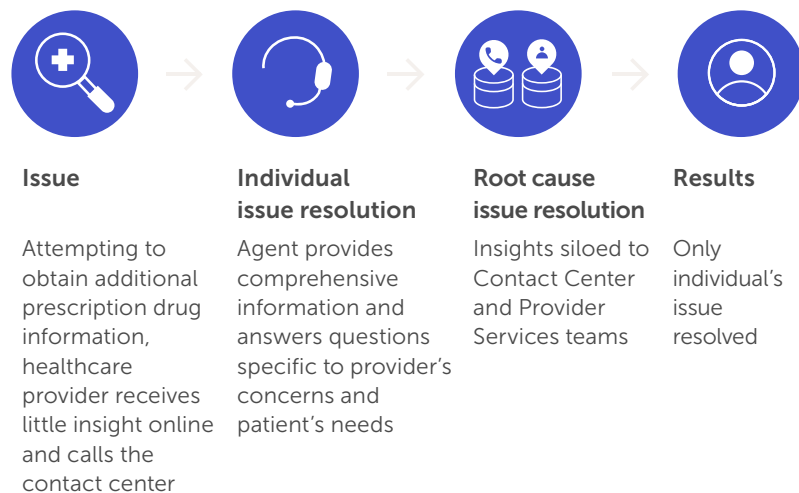 Issue
Attempting to
obtain additional
prescription drug
information,
healthcare
provider receives
little insight online
and calls the
contact center
Individual
issue resolution
Agent provides
comprehensive
information and
answers questions
specific to provider’s
concerns and
patient’s needs
Root cause
issue resolution
Insights siloed to
Contact Center
and Provider
Services teams
Results
Only
individual’s
issue
resolved